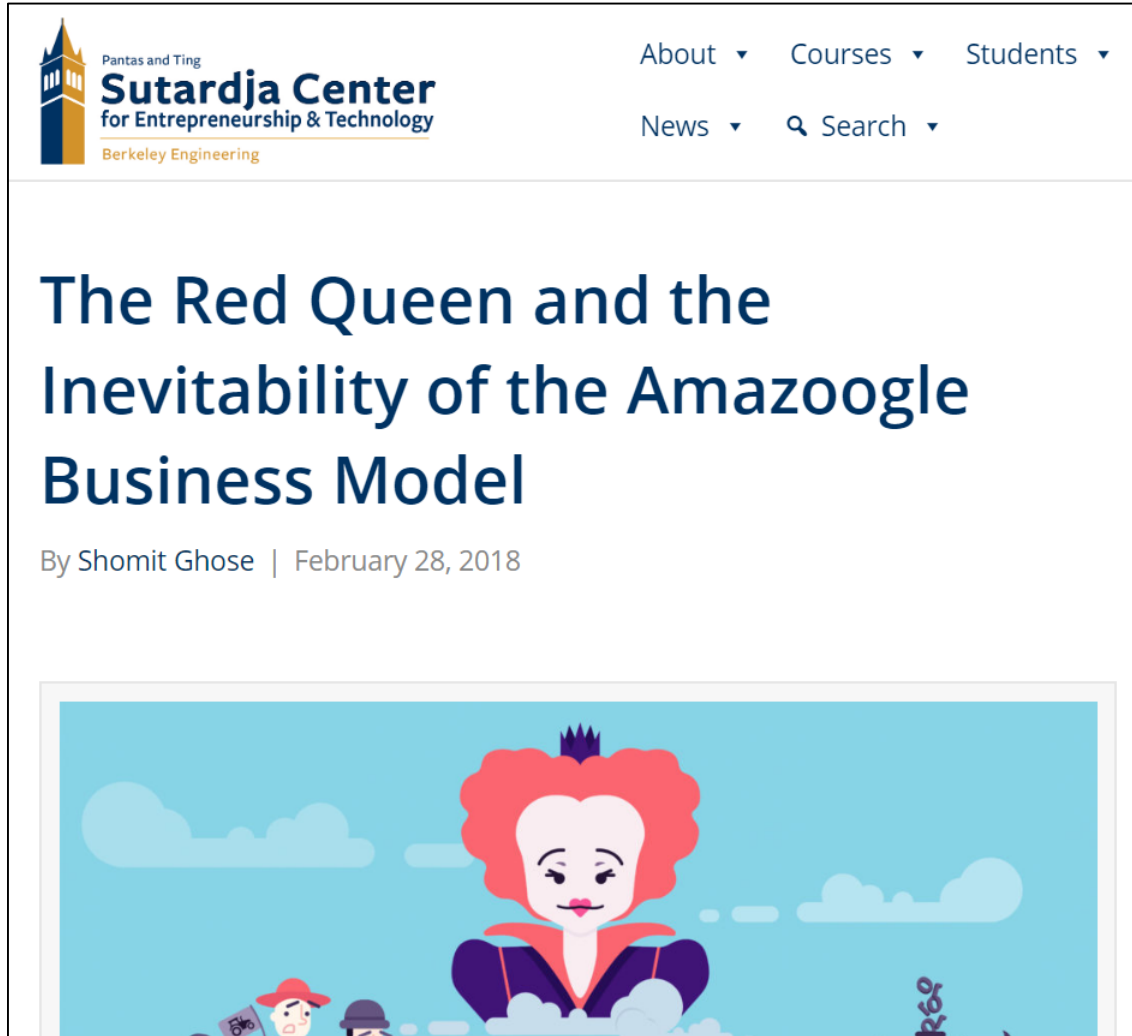 Pantas and Ting
Sutardja Center
for Entrepreneurship & Technology
Berkeley Engineering
About ▾ Courses ▾ Students ▾
News ▾ Search ▾
The Red Queen and the
Inevitability of the Amazoogle
Business Model
By Shomit Ghose | February 28, 2018